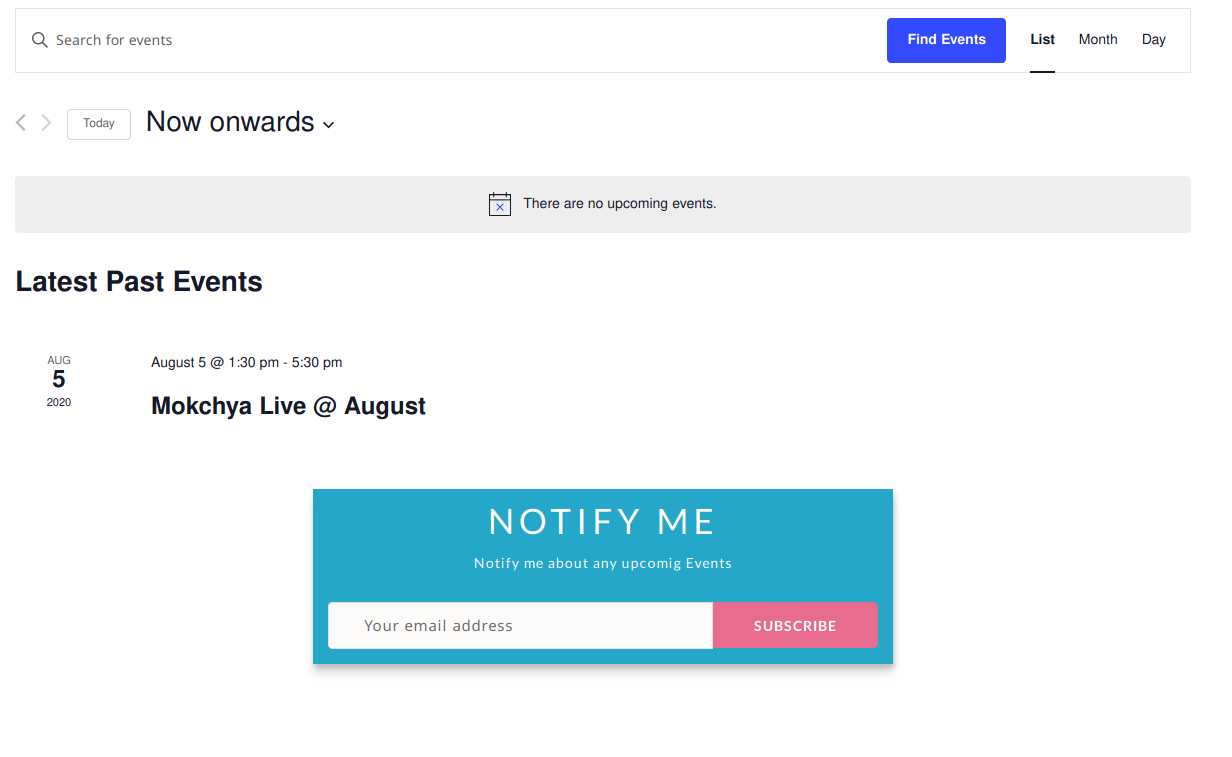 Search for events
Find Events
List
Month
Day
Today
Now onwards
There are no upcoming events.
Latest Past Events
AUG
5
2020
August 5 @ 1:30 pm - 5:30 pm
Mokchya Live @ August
NOTIFY ME
Notify me about any upcomig Events
Your email address
SUBSCRIBE